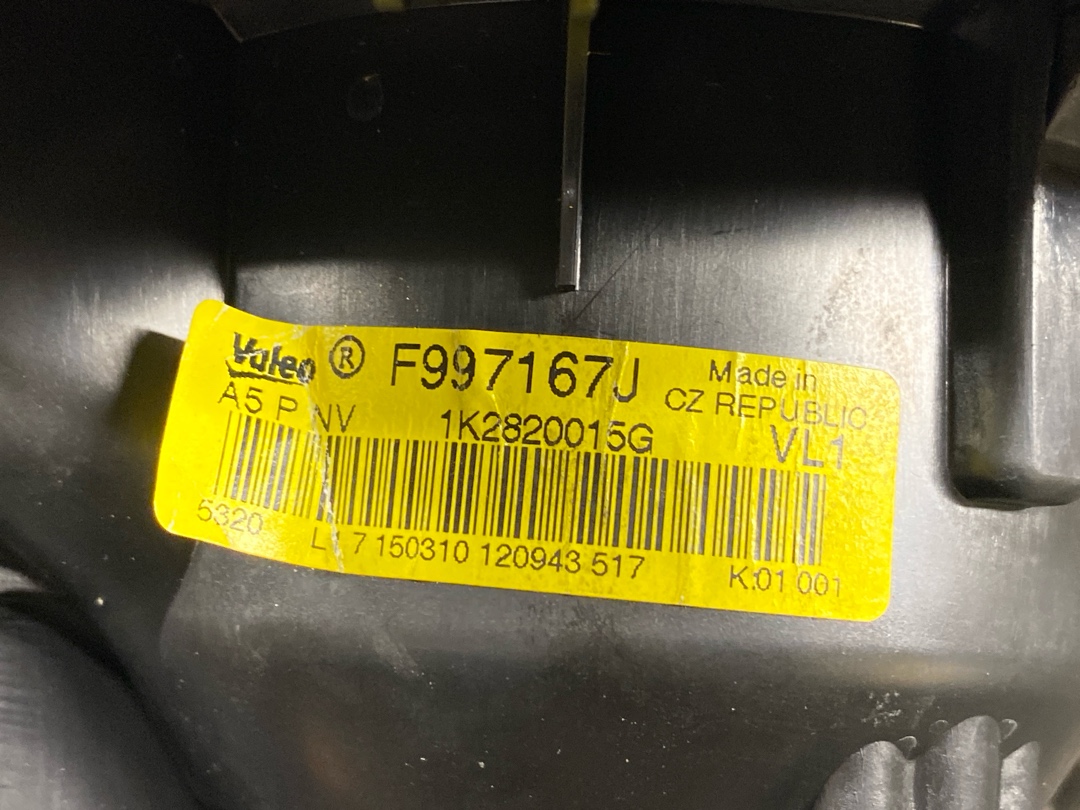 Valeo ® F997167J Made in
CZ REPUBLIC
A5 P NV 1K2820015G VL1
5320 7 150310 120943 517 K:01 001